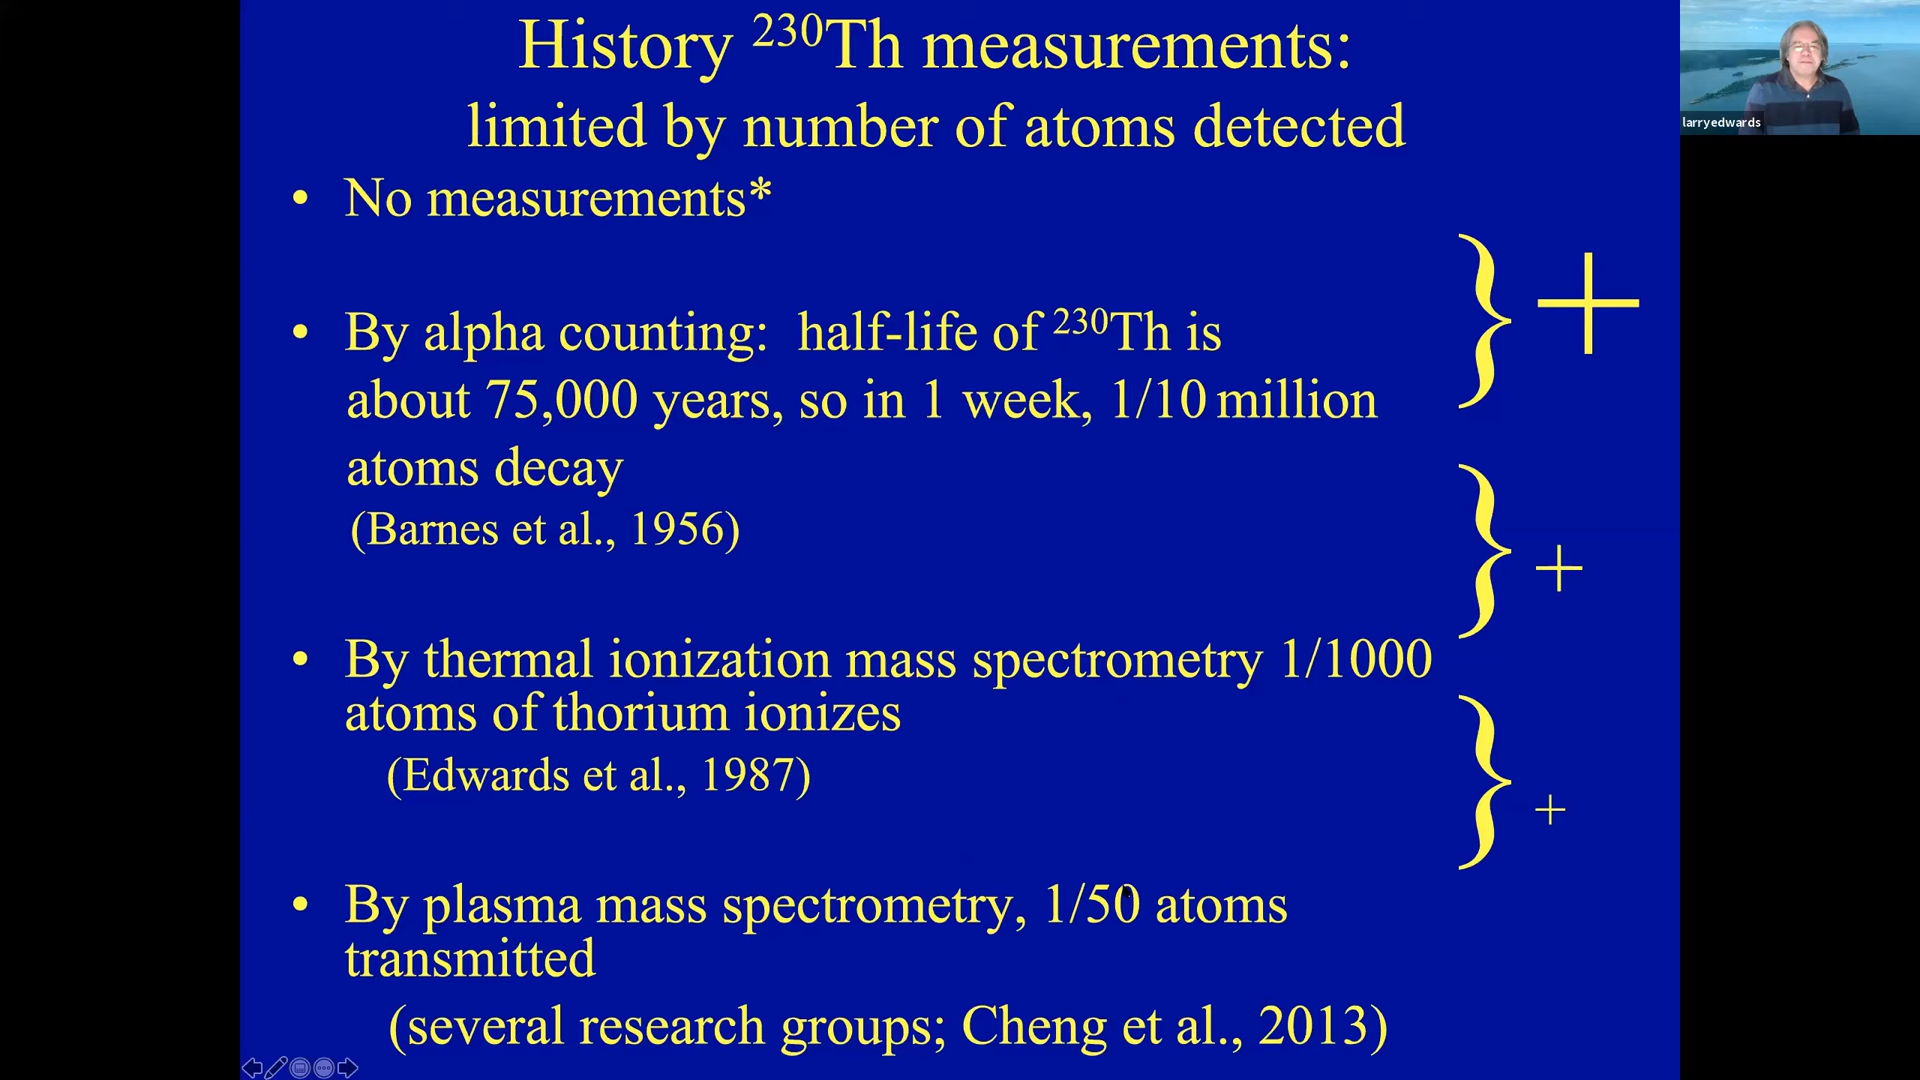 History ²³⁰Th measurements:
limited by number of atoms detected
larryedwards
• No measurements*
• By alpha counting:  half-life of ²³⁰Th is
about 75,000 years, so in 1 week, 1/10 million
atoms decay
(Barnes et al., 1956)
• By thermal ionization mass spectrometry 1/1000
atoms of thorium ionizes
(Edwards et al., 1987)
• By plasma mass spectrometry, 1/50 atoms
transmitted
(several research groups; Cheng et al., 2013)
} +
} +
} +